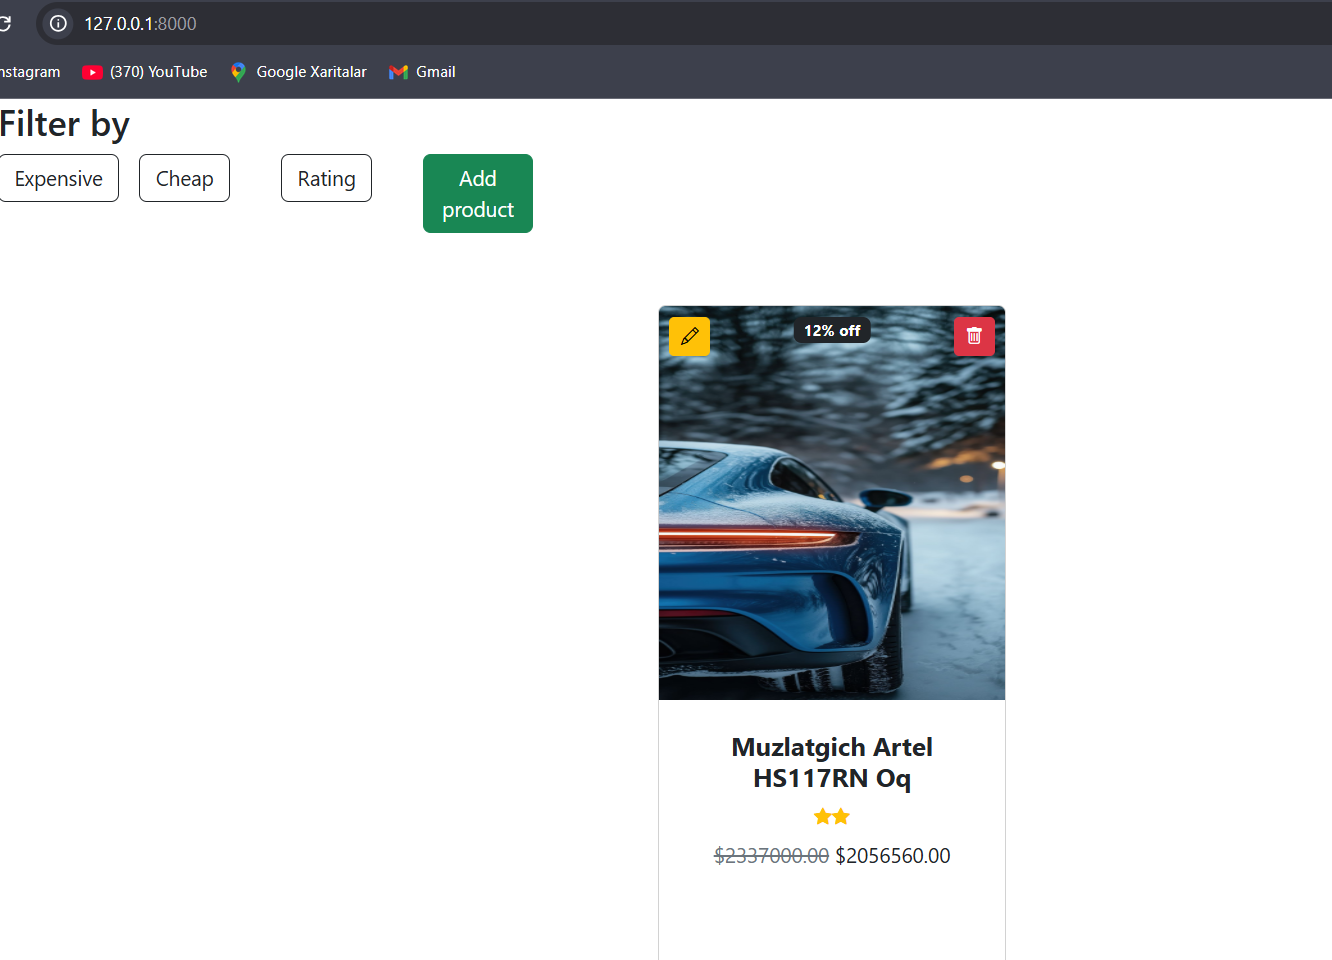 127.0.0.1:8000
nstagram (370) YouTube Google Xaritalar Gmail
Filter by
Expensive Cheap Rating Add product
12% off
Muzlatgich Artel
HS117RN Oq
$2337000.00 $2056560.00